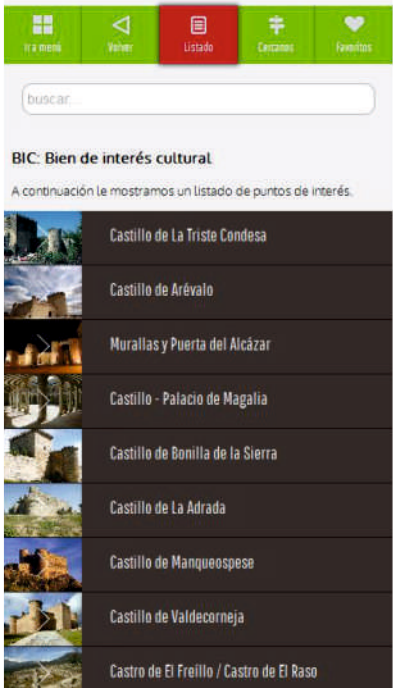 Ir a menú
Volver
Listado
Cercanos
Favoritos
buscar...
BIC: Bien de interés cultural
A continuación le mostramos un listado de puntos de interés.
Castillo de La Triste Condesa
Castillo de Arévalo
Murallas y Puerta del Alcázar
Castillo - Palacio de Magalia
Castillo de Bonilla de la Sierra
Castillo de La Adrada
Castillo de Manqueospese
Castillo de Valdecorneja
Castro de El Freíllo / Castro de El Raso